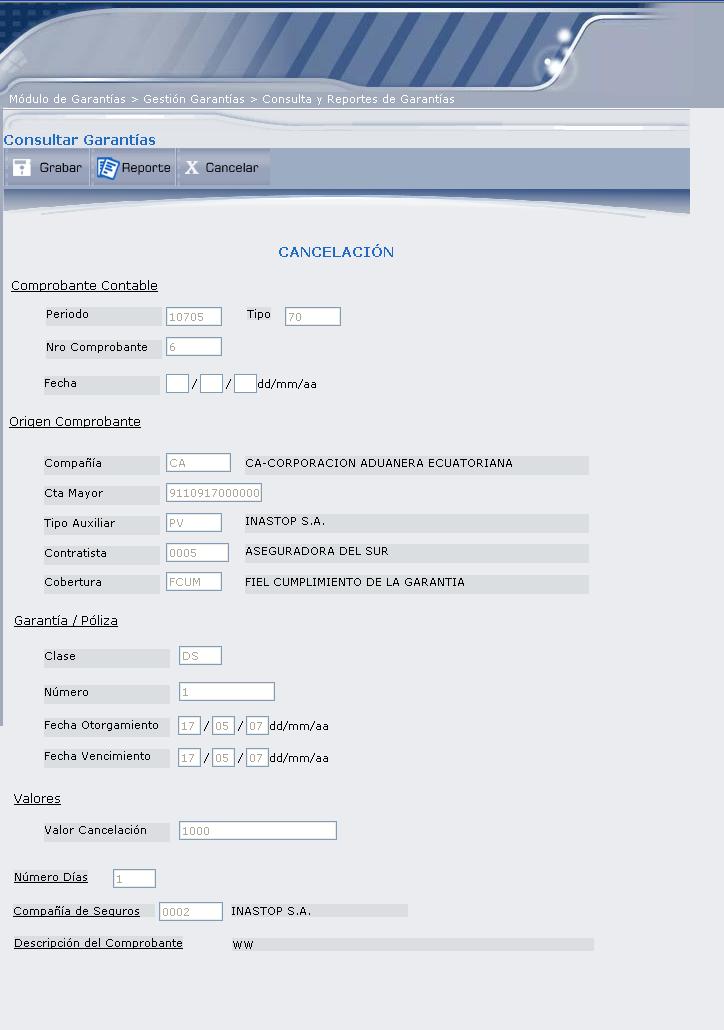 Módulo de Garantías > Gestión Garantías > Consulta y Reportes de Garantías
Consultar Garantías
Grabar Reporte X Cancelar
CANCELACIÓN
Comprobante Contable
Periodo 10705 Tipo 70
Nro Comprobante 6
Fecha / / dd/mm/aa
Origen Comprobante
Compañía CA CA-CORPORACION ADUANERA ECUATORIANA
Cta Mayor 9110917000000
Tipo Auxiliar PV INASTOP S.A.
Contratista 0005 ASEGURADORA DEL SUR
Cobertura FCUM FIEL CUMPLIMIENTO DE LA GARANTIA
Garantía / Póliza
Clase DS
Número 1
Fecha Otorgamiento 17 / 05 / 07 dd/mm/aa
Fecha Vencimiento 17 / 05 / 07 dd/mm/aa
Valores
Valor Cancelación 1000
Número Días 1
Compañía de Seguros 0002 INASTOP S.A.
Descripción del Comprobante WW